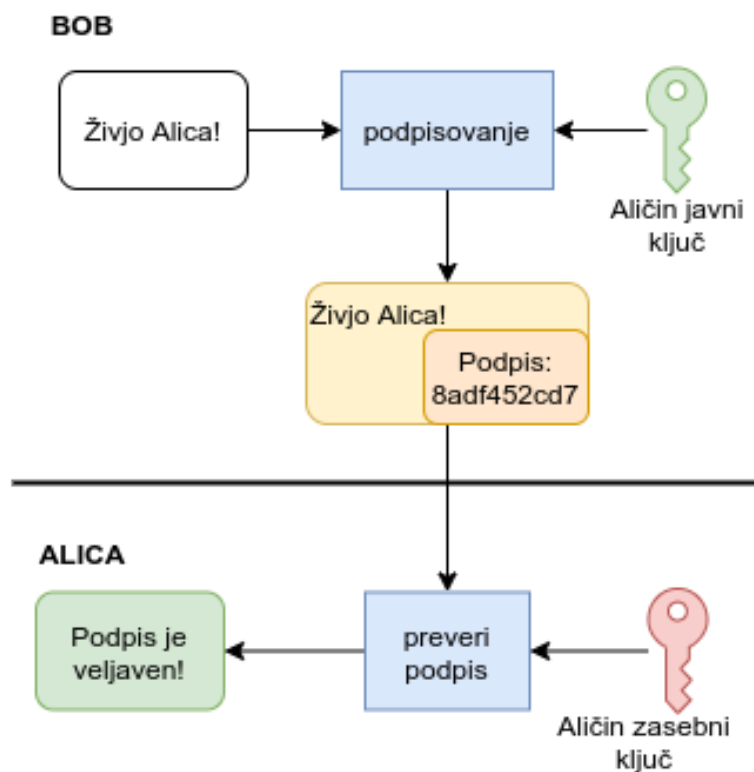 BOB
Živjo Alica!
podpisovanje
Aličin javni
ključ
Živjo Alica!
Podpis:
8adf452cd7
ALICA
Podpis je
veljaven!
preveri
podpis
Aličin zasebni
ključ